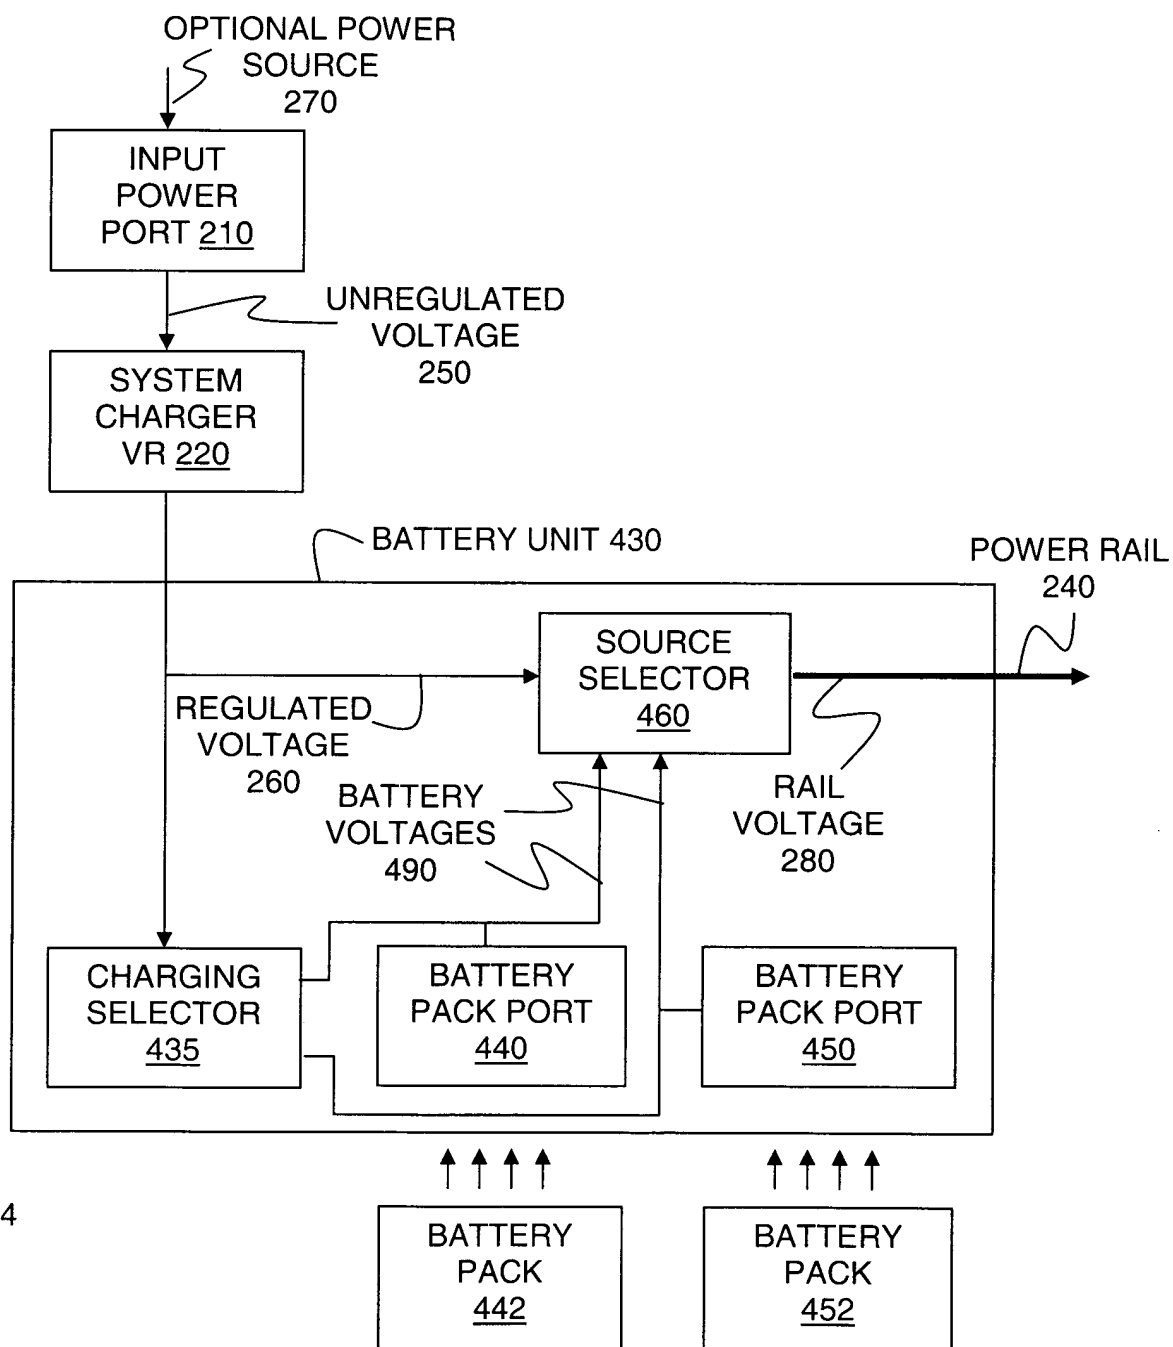 OPTIONAL POWER
SOURCE
270
INPUT
POWER
PORT 210
UNREGULATED
VOLTAGE
250
SYSTEM
CHARGER
VR 220
BATTERY UNIT 430
POWER RAIL
240
SOURCE
SELECTOR
460
REGULATED
VOLTAGE
260
BATTERY
VOLTAGES
490
RAIL
VOLTAGE
280
CHARGING
SELECTOR
435
BATTERY
PACK PORT
440
BATTERY
PACK PORT
450
4
BATTERY
PACK
442
BATTERY
PACK
452